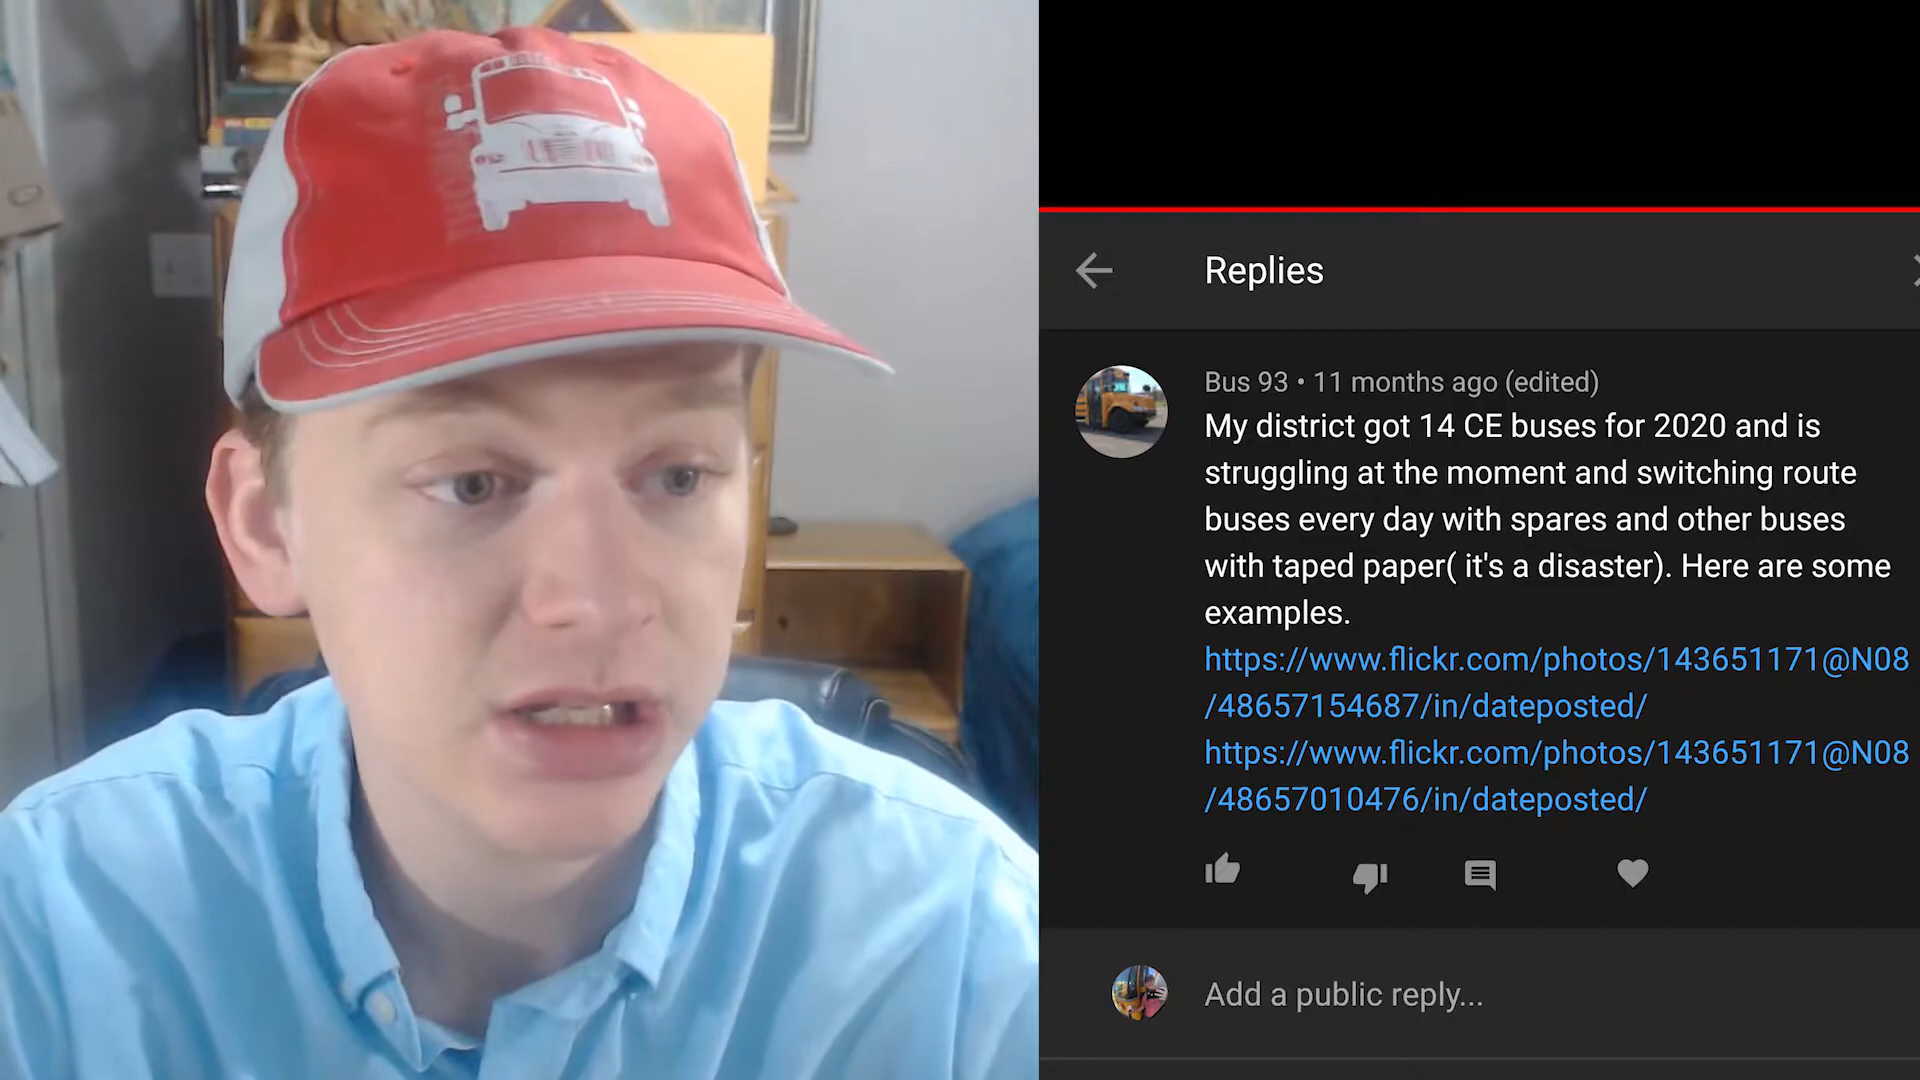 Replies
Bus 93 • 11 months ago (edited)
My district got 14 CE buses for 2020 and is
struggling at the moment and switching route
buses every day with spares and other buses
with taped paper( it's a disaster). Here are some
examples.
https://www.flickr.com/photos/143651171@N08
/48657154687/in/dateposted/
https://www.flickr.com/photos/143651171@N08
/48657010476/in/dateposted/
Add a public reply...